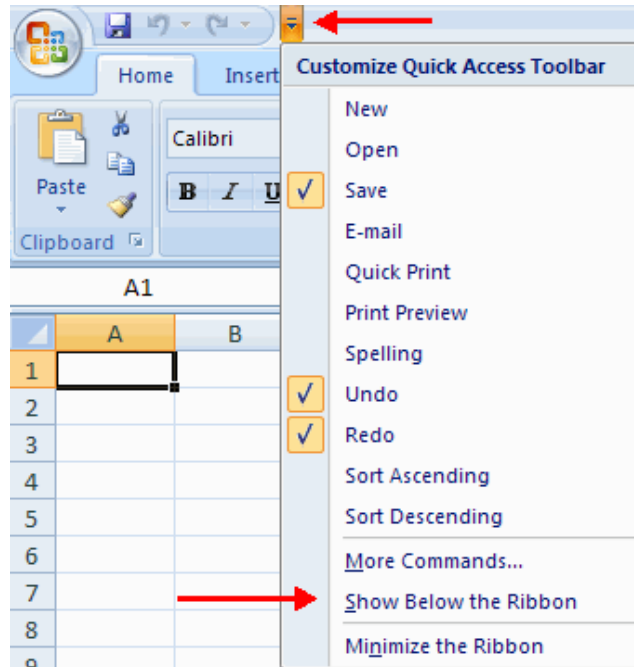 Home Insert
Customize Quick Access Toolbar
New
Open
Calibri
Save
Paste
B I U
E-mail
Clipboard
Quick Print
A1
Print Preview
A B
Spelling
1
Undo
2
Redo
3
Sort Ascending
4
Sort Descending
5
6
More Commands...
7
Show Below the Ribbon
8
Minimize the Ribbon
9